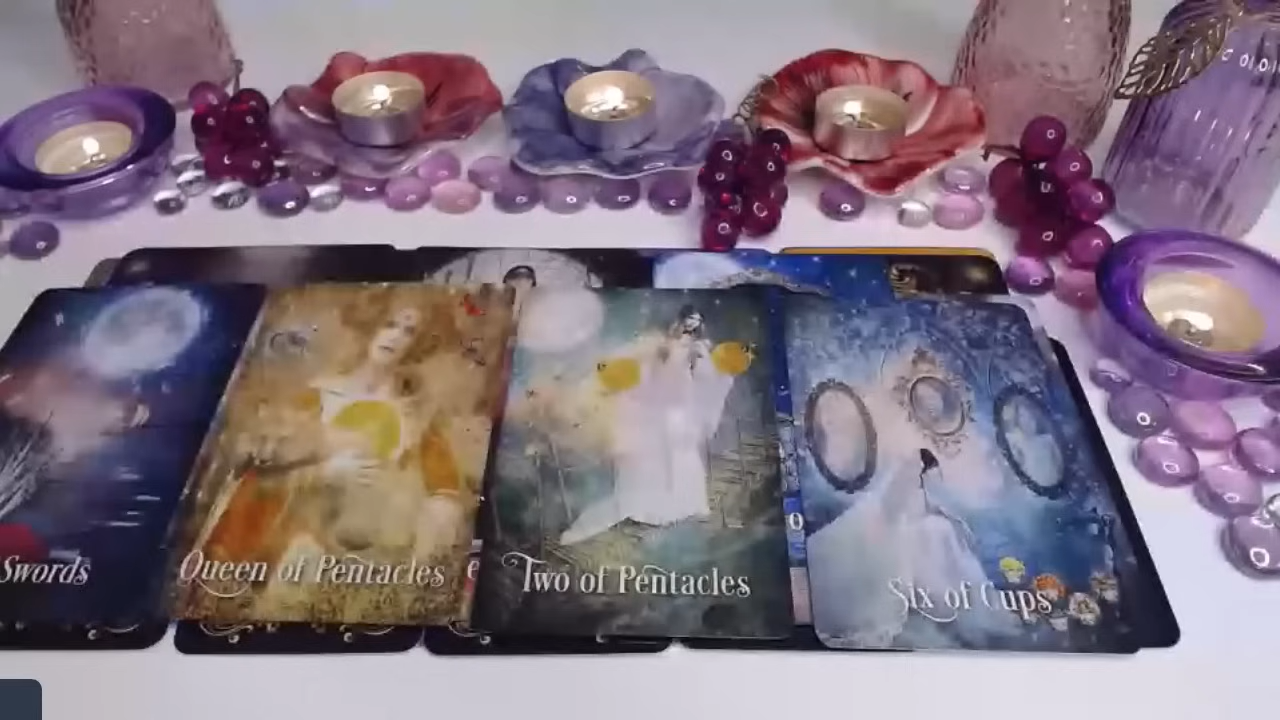 Swords
Queen of Pentacles
Two of Pentacles
Six of Cups